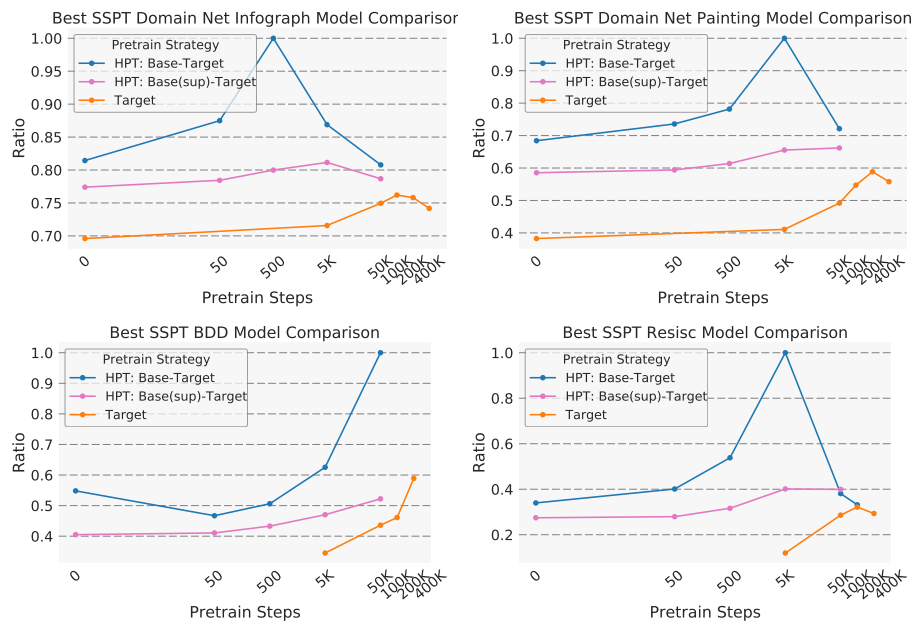 Best SSPT Domain Net Infograph Model Comparison
Ratio
1.00
0.95
0.90
0.85
0.80
0.75
0.70
Pretrain Strategy
HPT: Base-Target
HPT: Base(sup)-Target
Target
0
50
500
5K
50K
100K
200K
400K
Pretrain Steps
Best SSPT Domain Net Painting Model Comparison
Ratio
1.0
0.9
0.8
0.7
0.6
0.5
0.4
Pretrain Strategy
HPT: Base-Target
HPT: Base(sup)-Target
Target
0
50
500
5K
50K
100K
200K
400K
Pretrain Steps
Best SSPT BDD Model Comparison
Ratio
1.0
0.9
0.8
0.7
0.6
0.5
0.4
Pretrain Strategy
HPT: Base-Target
HPT: Base(sup)-Target
Target
0
50
500
5K
50K
100K
200K
400K
Pretrain Steps
Best SSPT Resisc Model Comparison
Ratio
1.0
0.8
0.6
0.4
0.2
Pretrain Strategy
HPT: Base-Target
HPT: Base(sup)-Target
Target
0
50
500
5K
50K
100K
200K
400K
Pretrain Steps